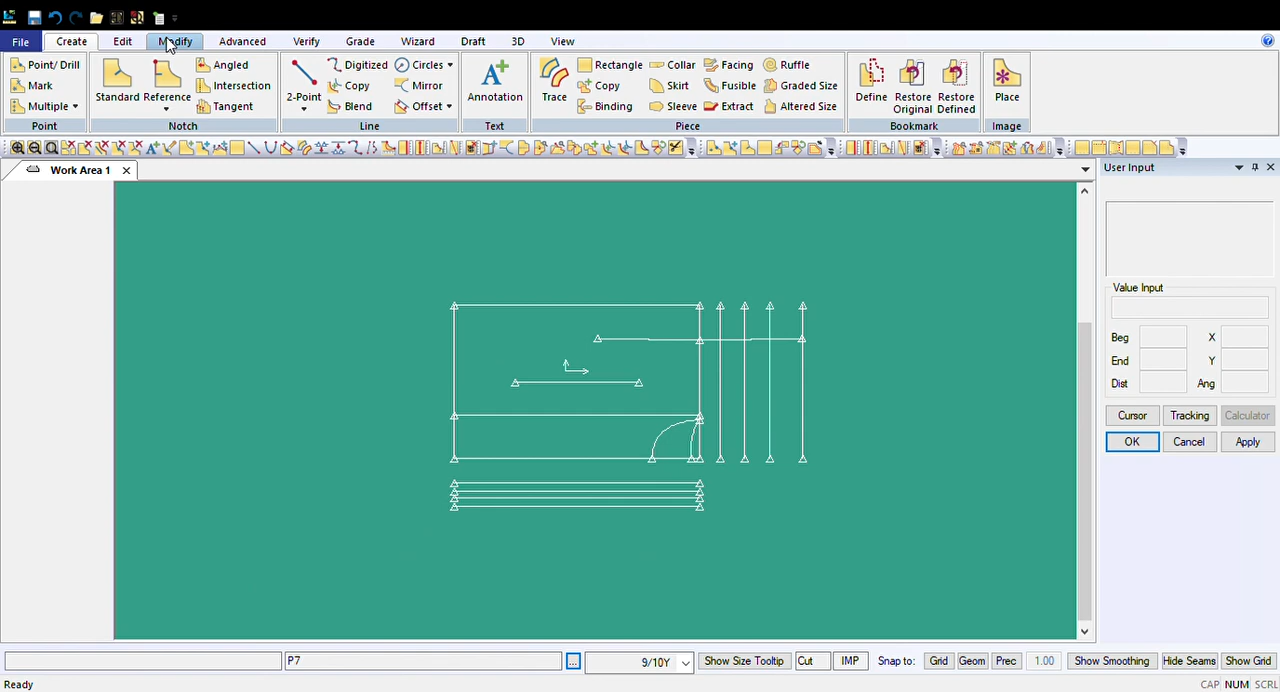 File Create Edit Modify Advanced Verify Grade Wizard Draft 3D View
Point/ Drill Angled Digitized Circles Rectangle Collar Facing Ruffle
Mark Standard Reference Intersection 2-Point Copy Mirror Annotation Trace Copy Skirt Fusible Graded Size Define Restore Original Restore Defined Place
Multiple Tangent Blend Offset Binding Sleeve Extract Altered Size
Point Notch Line Text Piece Bookmark Image
Work Area 1
User Input
Value Input
Beg X
End Y
Dist Ang
Cursor Tracking Calculator
OK Cancel Apply
P7 ... 9/10Y Show Size Tooltip Cut IMP Snap to: Grid Geom Prec 1.00 Show Smoothing Hide Seams Show Grid
Ready CAP NUM SCRL